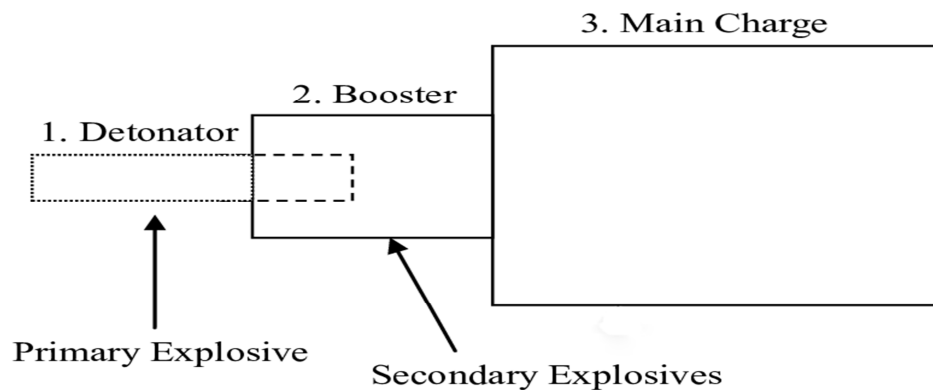 3. Main Charge
2. Booster
1. Detonator
Primary Explosive
Secondary Explosives